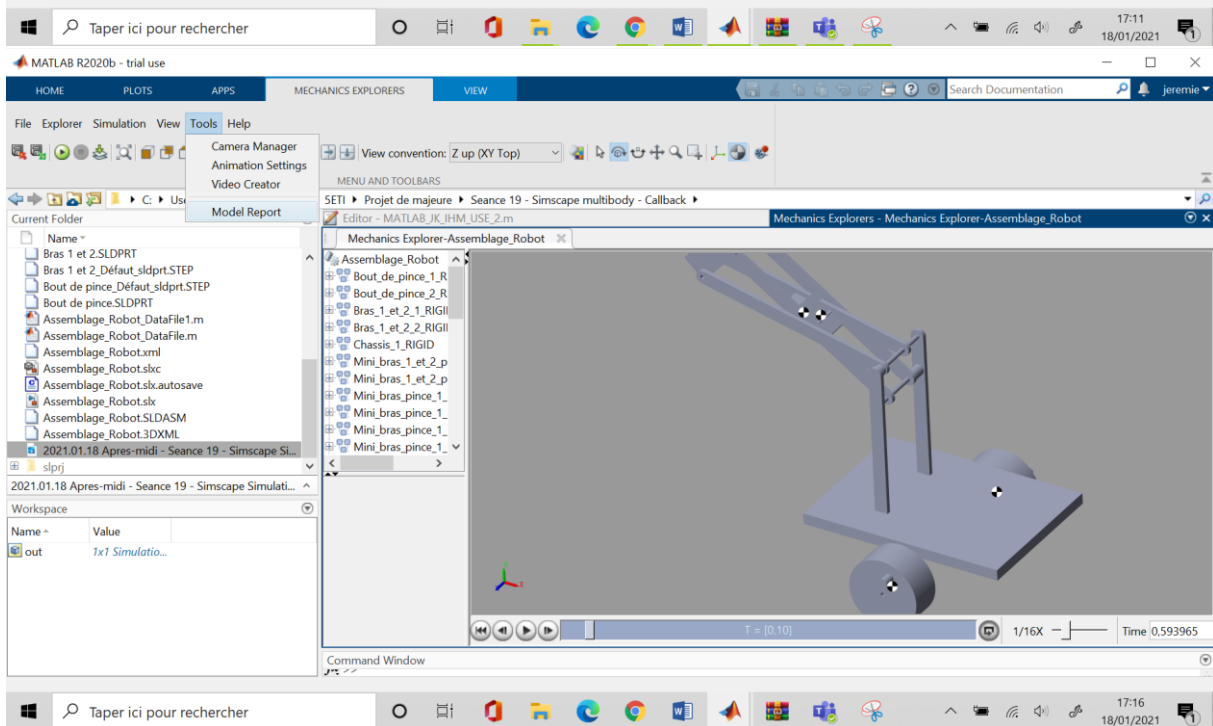 Taper ici pour rechercher
17:11
18/01/2021
1
MATLAB R2020b - trial use
HOME PLOTS APPS MECHANICS EXPLORERS VIEW Search Documentation jeremie
File Explorer Simulation View Tools Help
Camera Manager
Animation Settings
Video Creator
Model Report
View convention: Z up (XY Top)
MENU AND TOOLBARS
C: Us
5ETI Projet de majeure Seance 19 - Simscape multibody - Callback
Current Folder
Name
Bras 1 et 2.SLDPRT
Bras 1 et 2_Défaut_sldprt.STEP
Bout de pince_Défaut_sldprt.STEP
Bout de pince.SLDPRT
Assemblage_Robot_DataFile1.m
Assemblage_Robot_DataFile.m
Assemblage_Robot.xml
Assemblage_Robot.slxc
Assemblage_Robot.slx.autosave
Assemblage_Robot.slx
Assemblage_Robot.SLDASM
Assemblage_Robot.3DXML
2021.01.18 Apres-midi - Seance 19 - Simscape Si...
slprj
2021.01.18 Apres-midi - Seance 19 - Simscape Simulati...
Workspace
Name Value
out 1x1 Simulatio...
Editor - MATLAB_JK_IHM_USE_2.m
Mechanics Explorers - Mechanics Explorer-Assemblage_Robot
Mechanics Explorer-Assemblage_Robot
Assemblage_Robot
Bout_de_pince_1_R
Bout_de_pince_2_R
Bras_1_et_2_1_RIGII
Bras_1_et_2_2_RIGII
Chassis_1_RIGID
Mini_bras_1_et_2_p
Mini_bras_1_et_2_p
Mini_bras_pince_1_
Mini_bras_pince_1_
Mini_bras_pince_1_
Mini_bras_pince_1_
T = [0,10]
1/16X
Time 0,593965
Command Window
>>
Taper ici pour rechercher
17:16
18/01/2021
1